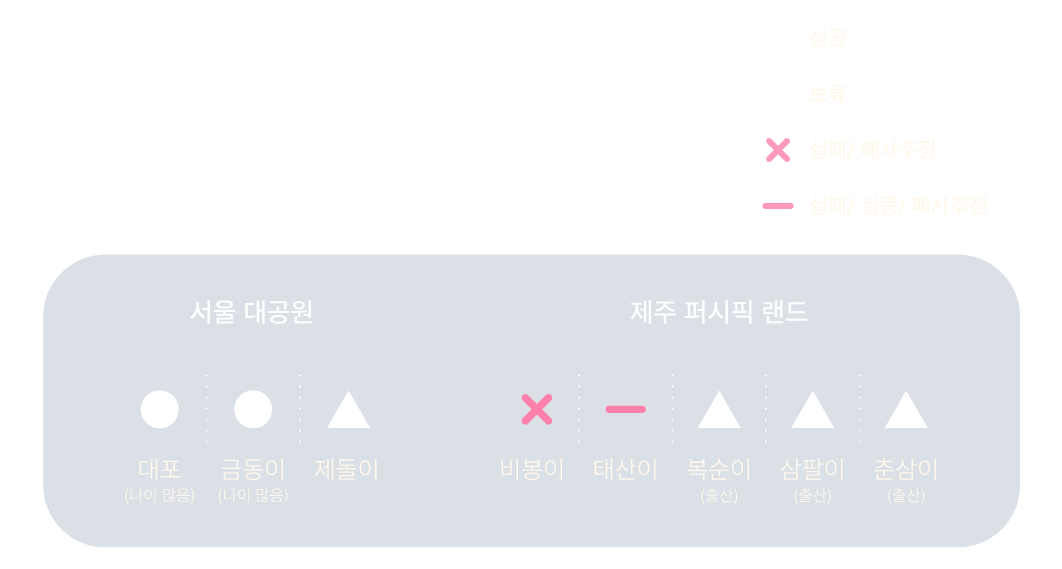 성공
보류
실패/ 폐사추정
실패/ 실종/ 폐사추정
서울 대공원
제주 퍼시픽 랜드
대포
금동이
제돌이
비봉이
태산이
복순이
삼팔이
춘삼이
(나이 많음)
(나이 많음)
(출산)
(출산)
(출산)